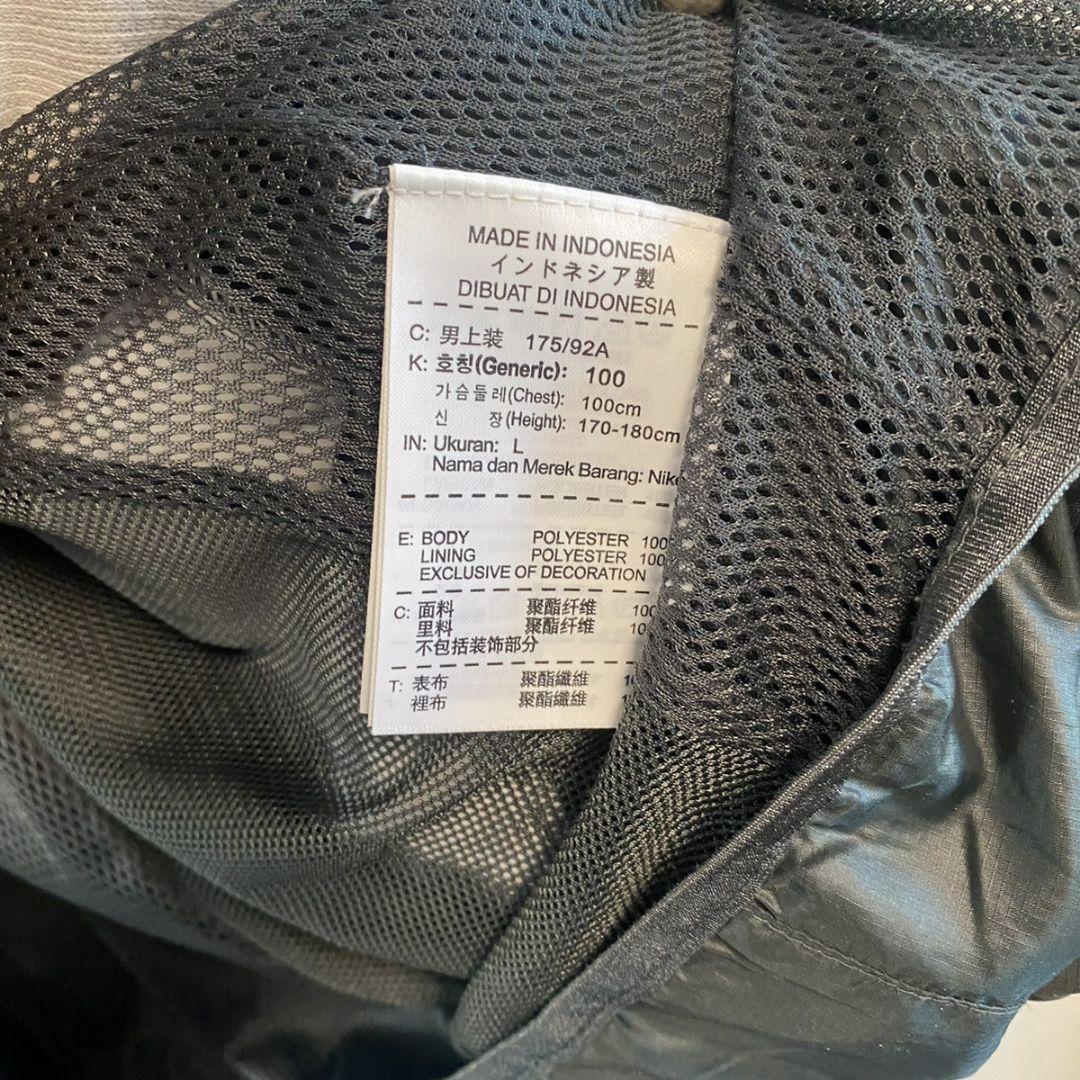 MADE IN INDONESIA
インドネシア製
DIBUAT DI INDONESIA
C: 男上装 175/92A
K: 호칭(Generic): 100
가슴둘레(Chest): 100cm
신 장(Height): 170-180cm
IN: Ukuran: L
Nama dan Merek Barang: Nike
E: BODY POLYESTER 100
LINING POLYESTER 100
EXCLUSIVE OF DECORATION
C: 面料 聚酯纤维 100
里料 聚酯纤维
不包括装饰部分
T: 表布 聚酯纖維
裡布 聚酯纖維